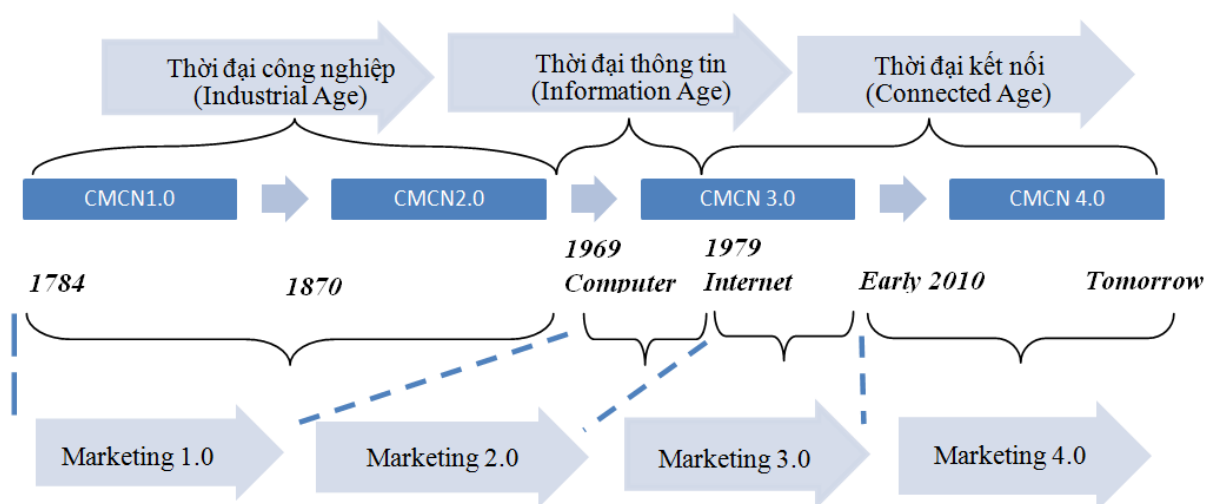 Thời đại công nghiệp
(Industrial Age)
Thời đại thông tin
(Information Age)
Thời đại kết nối
(Connected Age)
CMCN1.0
CMCN2.0
CMCN 3.0
CMCN 4.0
1784
1870
1969
Computer
1979
Internet
Early 2010
Tomorrow
Marketing 1.0
Marketing 2.0
Marketing 3.0
Marketing 4.0